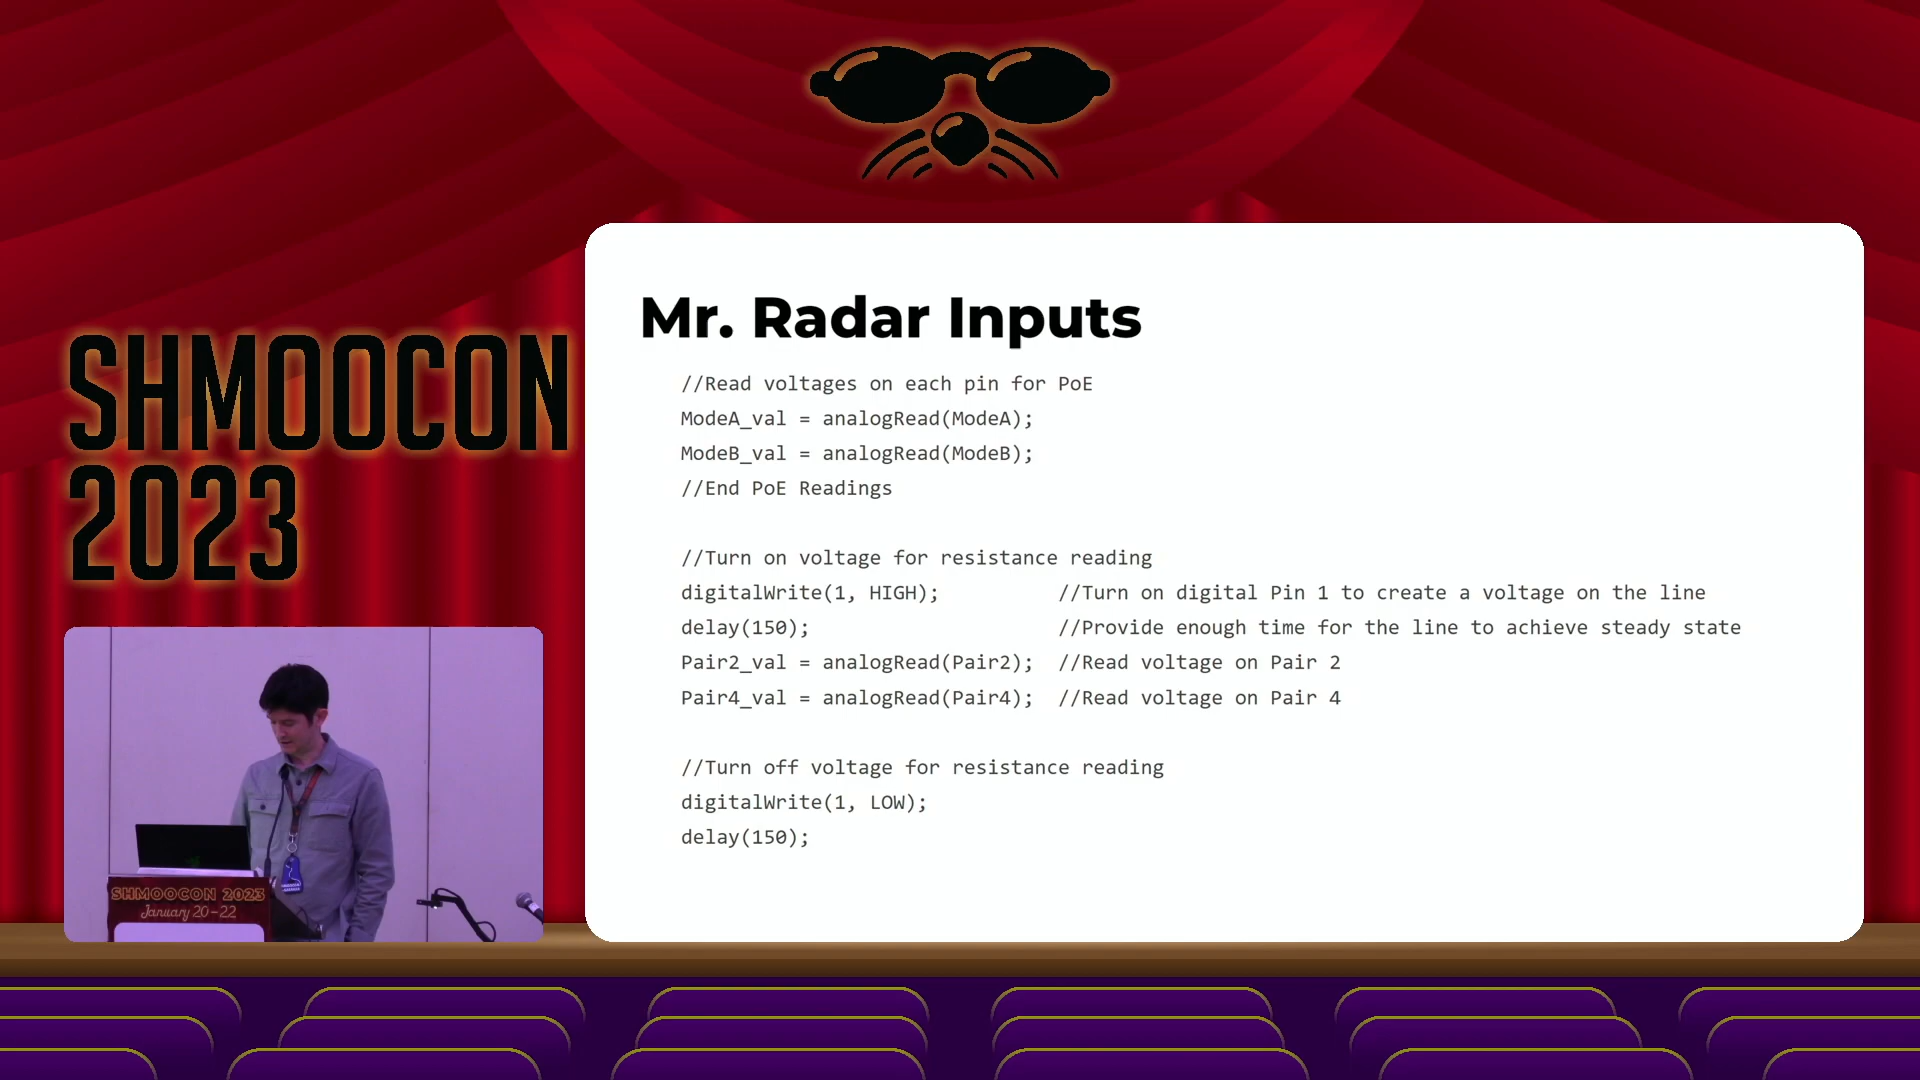 SHMOOCON
2023
Mr. Radar Inputs
//Read voltages on each pin for PoE
ModeA_val = analogRead(ModeA);
ModeB_val = analogRead(ModeB);
//End PoE Readings
//Turn on voltage for resistance reading
digitalWrite(1, HIGH);          //Turn on digital Pin 1 to create a voltage on the line
delay(150);                     //Provide enough time for the line to achieve steady state
Pair2_val = analogRead(Pair2);  //Read voltage on Pair 2
Pair4_val = analogRead(Pair4);  //Read voltage on Pair 4
//Turn off voltage for resistance reading
digitalWrite(1, LOW);
delay(150);
SHMOOCON 2023
January 20-22